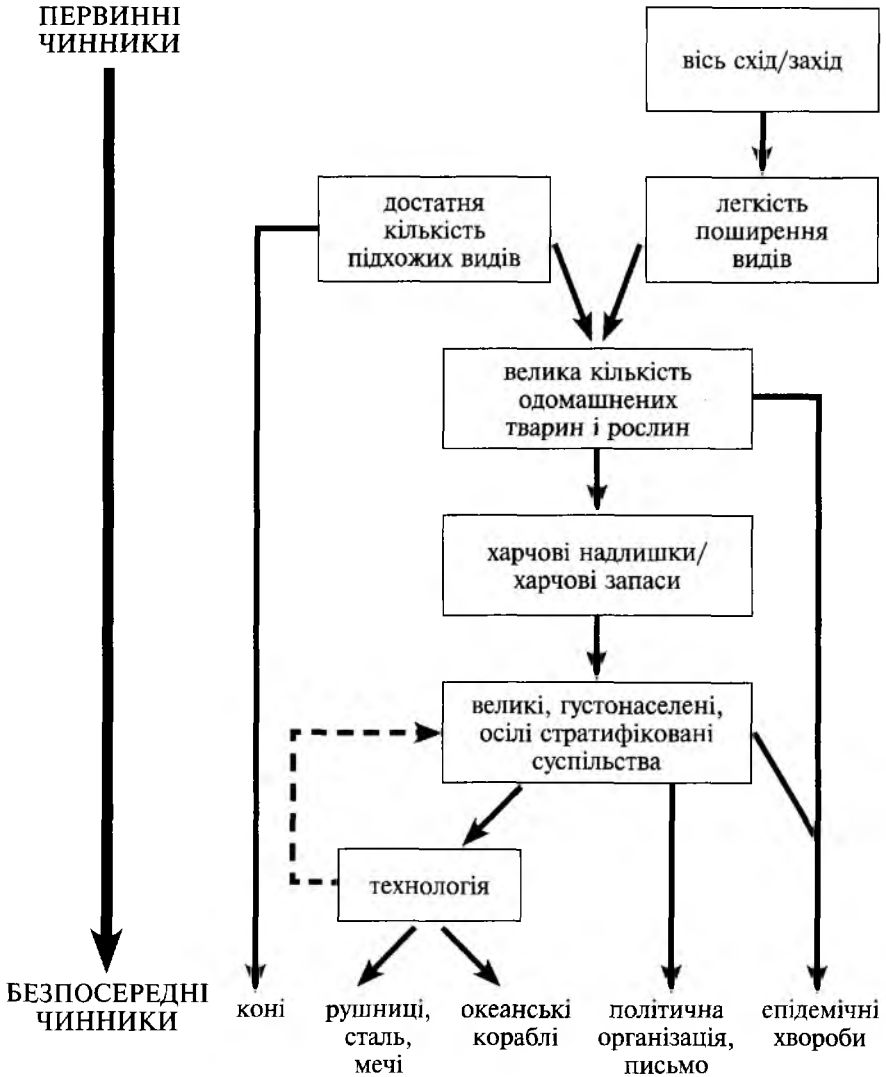 ПЕРВИННІ
ЧИННИКИ
вісь схід/захід
достатня
кількість
підхожих видів
легкість
поширення
видів
велика кількість
одомашнених
тварин і рослин
харчові надлишки/
харчові запаси
великі, густонаселені,
осілі стратифіковані
суспільства
технологія
БЕЗПОСЕРЕДНІ
ЧИННИКИ
коні
рушниці,
сталь,
мечі
океанські
кораблі
політична
організація,
письмо
епідемічні
хвороби